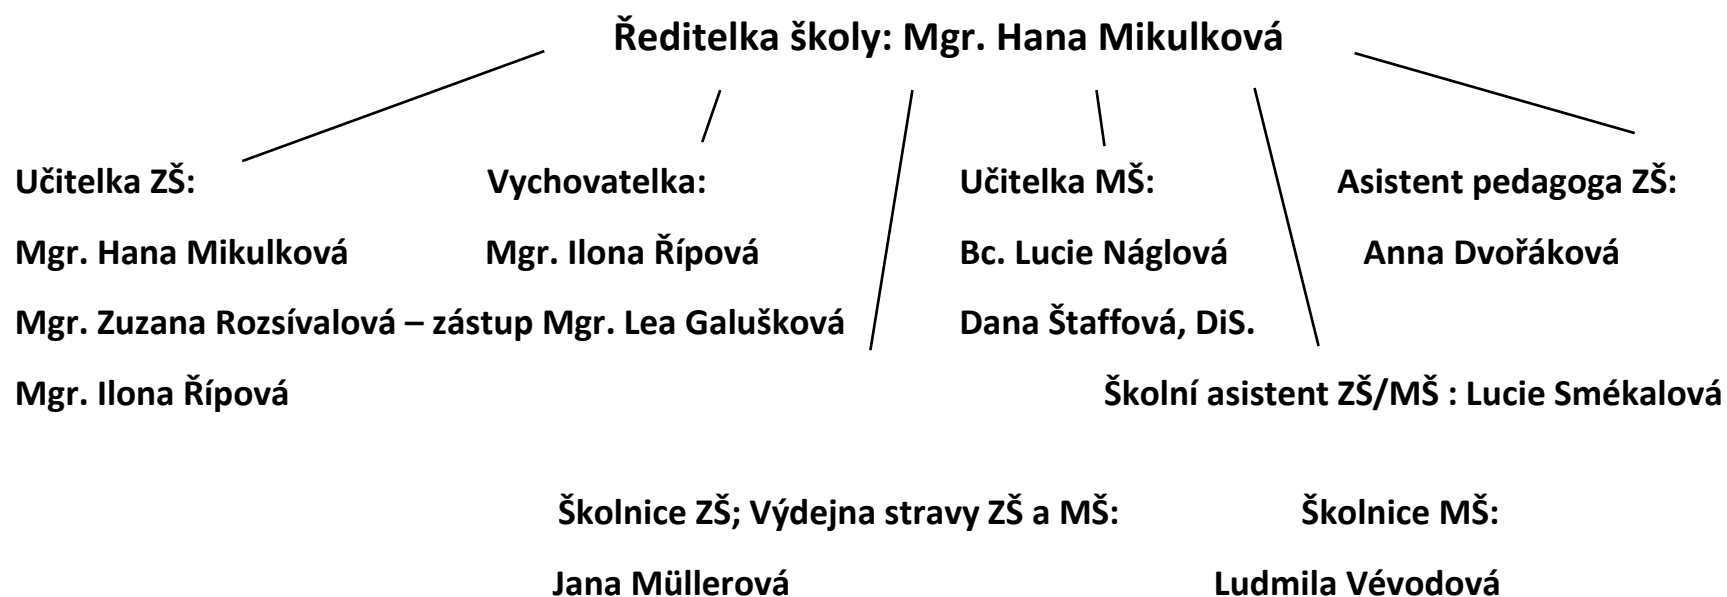 Ředitelka školy: Mgr. Hana Mikulková
Učitelka ZŠ: Vychovatelka: Učitelka MŠ: Asistent pedagoga ZŠ:
Mgr. Hana Mikulková Mgr. Ilona Řípová Bc. Lucie Náglová Anna Dvořáková
Mgr. Zuzana Rozsívalová – zástup Mgr. Lea Galušková Dana Štaffová, DiS.
Mgr. Ilona Řípová Školní asistent ZŠ/MŠ : Lucie Smékalová
Školnice ZŠ; Výdejna stravy ZŠ a MŠ: Školnice MŠ:
Jana Müllerová Ludmila Vévodová